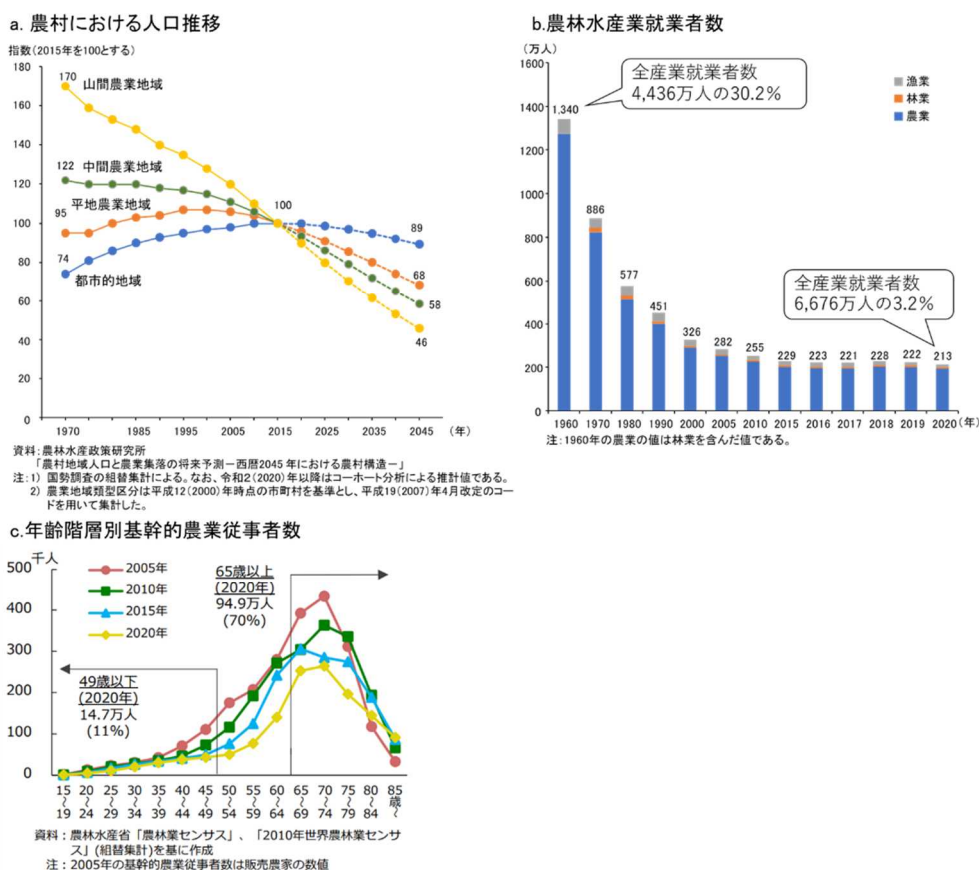 a. 農村における人口推移
指数(2015年を100とする)
180
160
140
120
100
80
60
40
20
0
170
山間農業地域
122
中間農業地域
95
平地農業地域
74
都市的地域
100
89
68
58
46
1970 1985 1995 2005 2015 2025 2035 2045 (年)
資料:農林水産政策研究所
「農村地域人口と農業集落の将来予測－西暦2045年における農村構造－」
注:1) 国勢調査の組替集計による。なお、令和2(2020)年以降はコーホート分析による推計値である。
2) 農業地域類型区分は平成12(2000)年時点の市町村を基準とし、平成19(2007)年4月改定のコー
ドを用いて集計した。
b.農林水産業就業者数
(万人)
1600
1400
1200
1000
800
600
400
200
0
全産業就業者数
4,436万人の30.2%
漁業
林業
農業
1,340
886
577
451
326
282
255
229
223
221
228
222
213
全産業就業者数
6,676万人の3.2%
1960 1970 1980 1990 2000 2005 2010 2015 2016 2017 2018 2019 2020 (年)
注:1960年の農業の値は林業を含んだ値である。
c.年齢階層別基幹的農業従事者数
千人
500
400
300
200
100
0
2005年
2010年
2015年
2020年
65歳以上
(2020年)
94.9万人
(70%)
49歳以下
(2020年)
14.7万人
(11%)
15 20 25 30 35 40 45 50 55 60 65 70 75 80 85
～ ～ ～ ～ ～ ～ ～ ～ ～ ～ ～ ～ ～ ～ 歳
19 24 29 34 39 44 49 54 59 64 69 74 79 84 ～
資料：農林水産省「農林業センサス」、「2010年世界農林業センサ
ス」(組替集計)を基に作成
注：2005年の基幹的農業従事者数は販売農家の数値